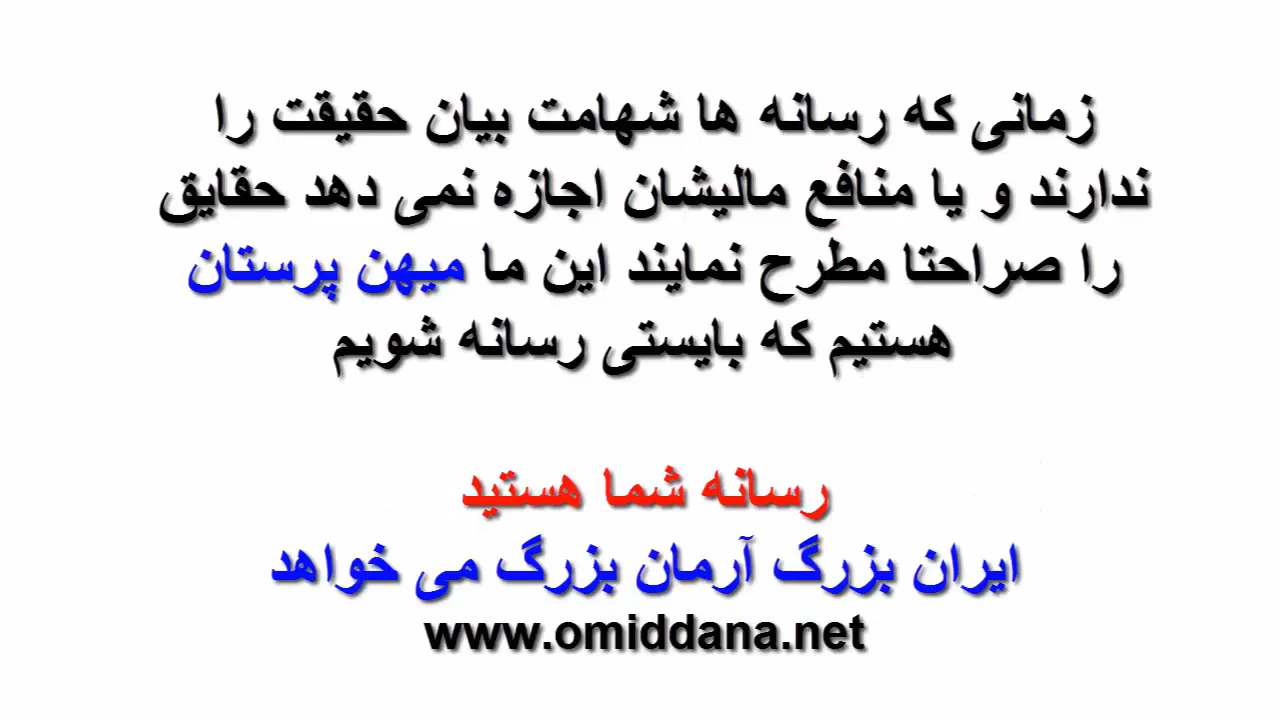 زمانی که رسانه ها شهامت بیان حقیقت را
ندارند و یا منافع مالیشان اجازه نمی دهد حقایق
را صراحتا مطرح نمایند این ما میهن پرستان
هستیم که بایستی رسانه شویم
رسانه شما هستید
ایران بزرگ آرمان بزرگ می خواهد
www.omiddana.net